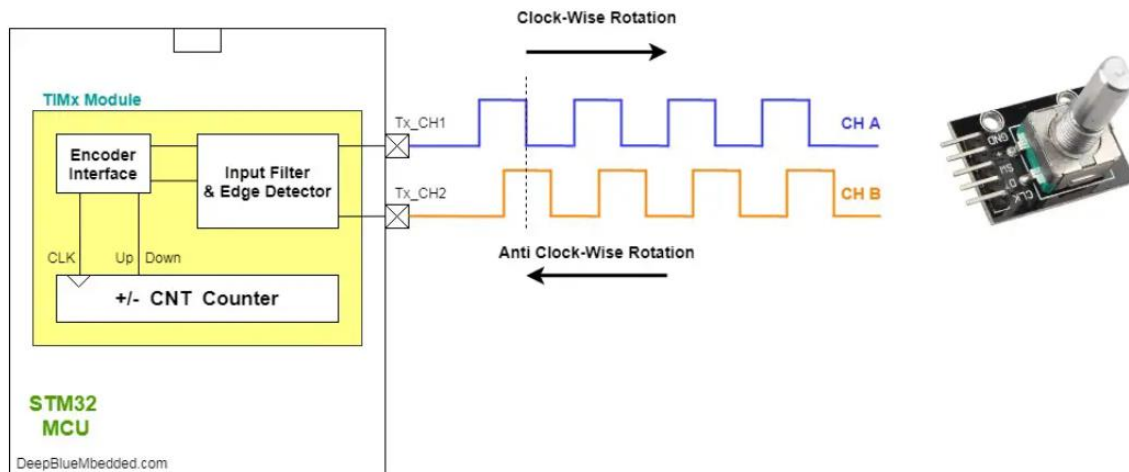 Clock-Wise Rotation
TIMx Module
Tx_CH1
CH A
Encoder
Interface
Input Filter
& Edge Detector
Tx_CH2
CH B
CLK
Up
Down
Anti Clock-Wise Rotation
+/- CNT Counter
STM32
MCU
DeepBlueMbedded.com
GND
+
SW
DT
CLK